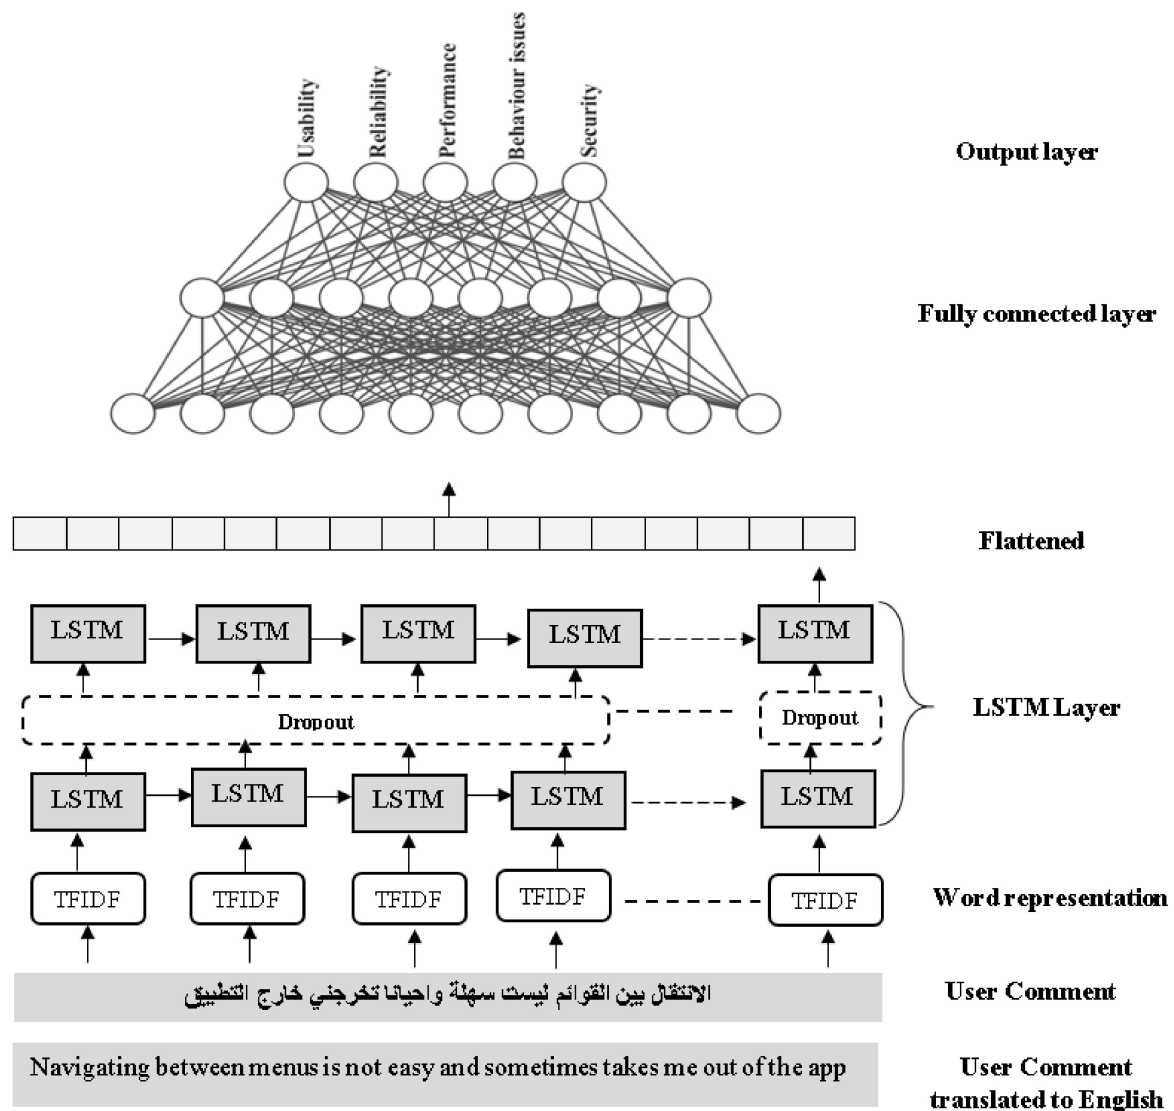 Usability
Reliability
Performance
Behaviour issues
Security
Output layer
Fully connected layer
Flattened
LSTM LSTM LSTM LSTM LSTM
Dropout Dropout
LSTM Layer
LSTM LSTM LSTM LSTM LSTM
TFIDF TFIDF TFIDF TFIDF TFIDF
Word representation
الانتقال بين القوائم ليست سهلة واحيانا تخرجني خارج التطبيق
User Comment
Navigating between menus is not easy and sometimes takes me out of the app
User Comment
translated to English